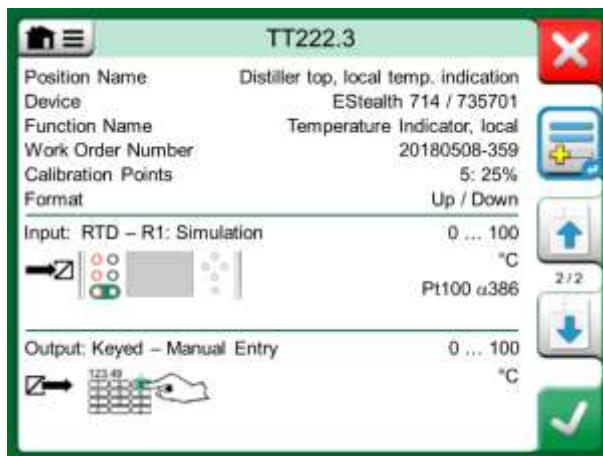 TT222.3
Position Name Distiller top, local temp. indication
Device EStealth 714 / 735701
Function Name Temperature Indicator, local
Work Order Number 20180508-359
Calibration Points 5: 25%
Format Up / Down
Input: RTD – R1: Simulation 0 ... 100
°C
Pt100 α386
2/2
Output: Keyed – Manual Entry 0 ... 100
°C
123.49